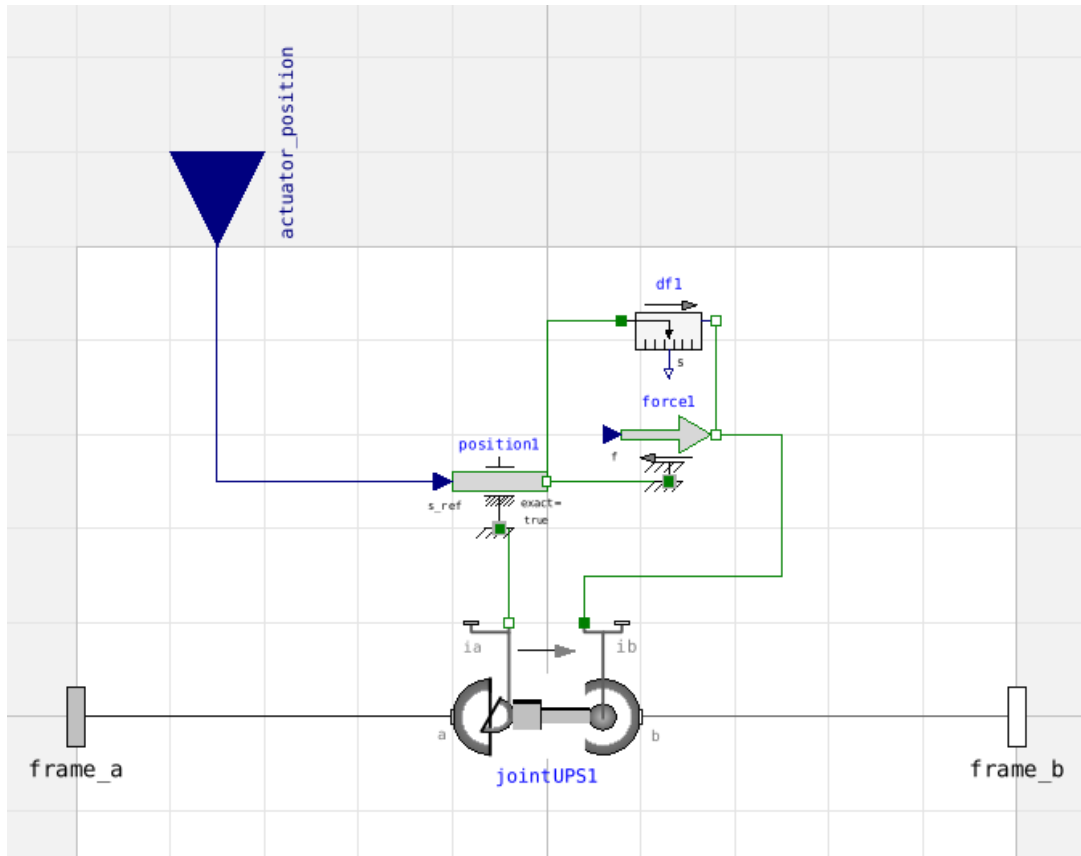 actuator_position
df1
s
force1
f
position1
s_ref
exact=
true
ia
ib
a
b
frame_a
frame_b
jointUPS1